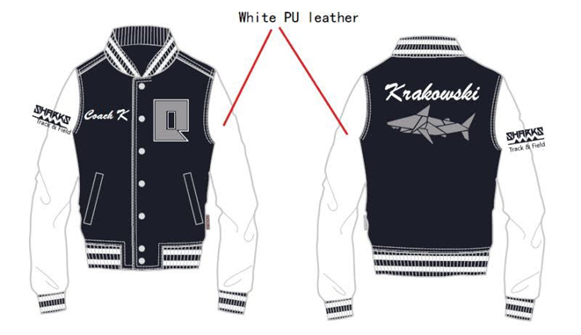 White PU leather
Coach K
Q
SHARKS
Track & Field
Krakowski
SHARKS
Track & Field